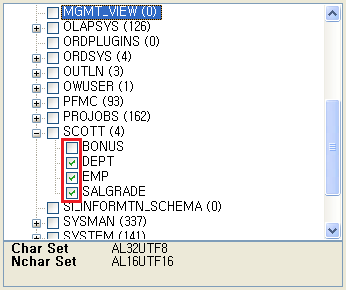 MGMT_VIEW (0)
OLAPSYS (126)
ORDPLUGINS (0)
ORDSYS (4)
OUTLN (3)
OWUSER (1)
PFMC (93)
PROJOBS (162)
SCOTT (4)
BONUS
DEPT
EMP
SALGRADE
SI_INFORMTN_SCHEMA (0)
SYSMAN (337)
SYSTEM (141)
Char Set AL32UTF8
Nchar Set AL16UTF16